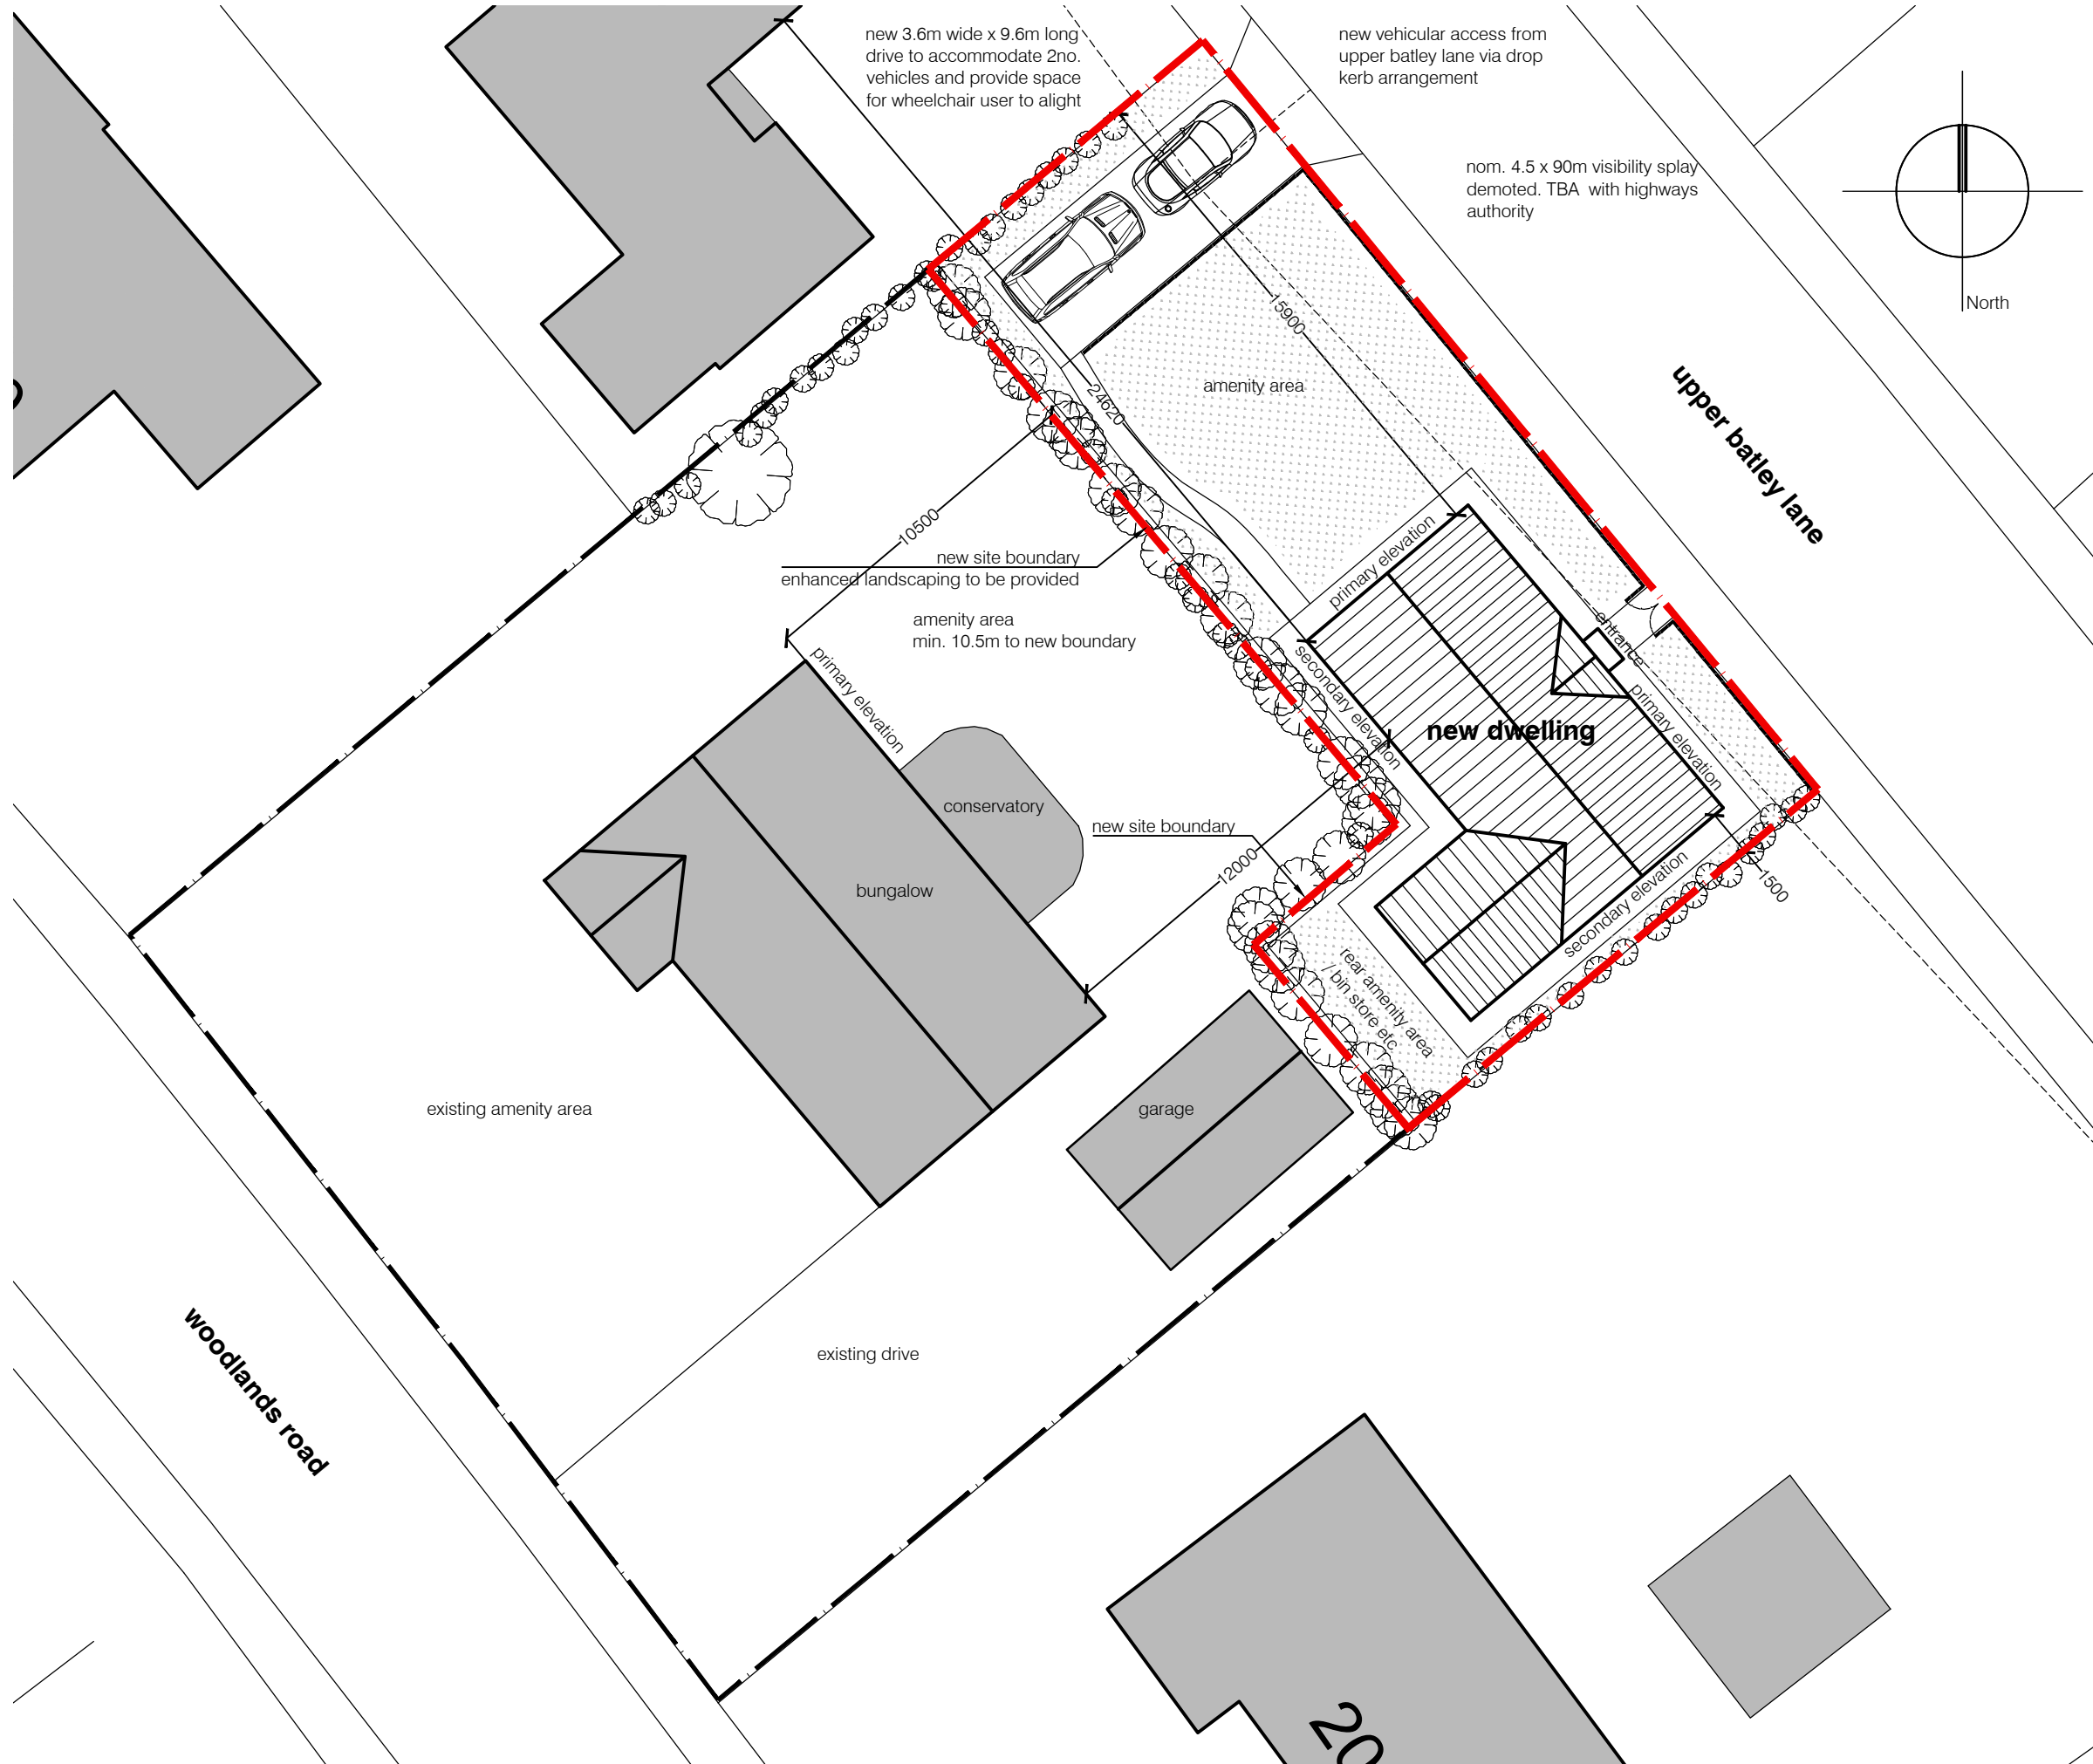 new 3.6m wide x 9.6m long
drive to accommodate 2no.
vehicles and provide space
for wheelchair user to alight
new vehicular access from
upper batley lane via drop
kerb arrangement
nom. 4.5 x 90m visibility splay
demoted. TBA with highways
authority
North
15900
amenity area
24620
upper batley lane
10500
new site boundary
enhanced landscaping to be provided
amenity area
min. 10.5m to new boundary
primary elevation
primary elevation
secondary elevation
entrance
primary elevation
new dwelling
conservatory
new site boundary
bungalow
12000
1500
secondary elevation
rear amenity area
/ bin store etc
existing amenity area
garage
existing drive
woodlands road
20